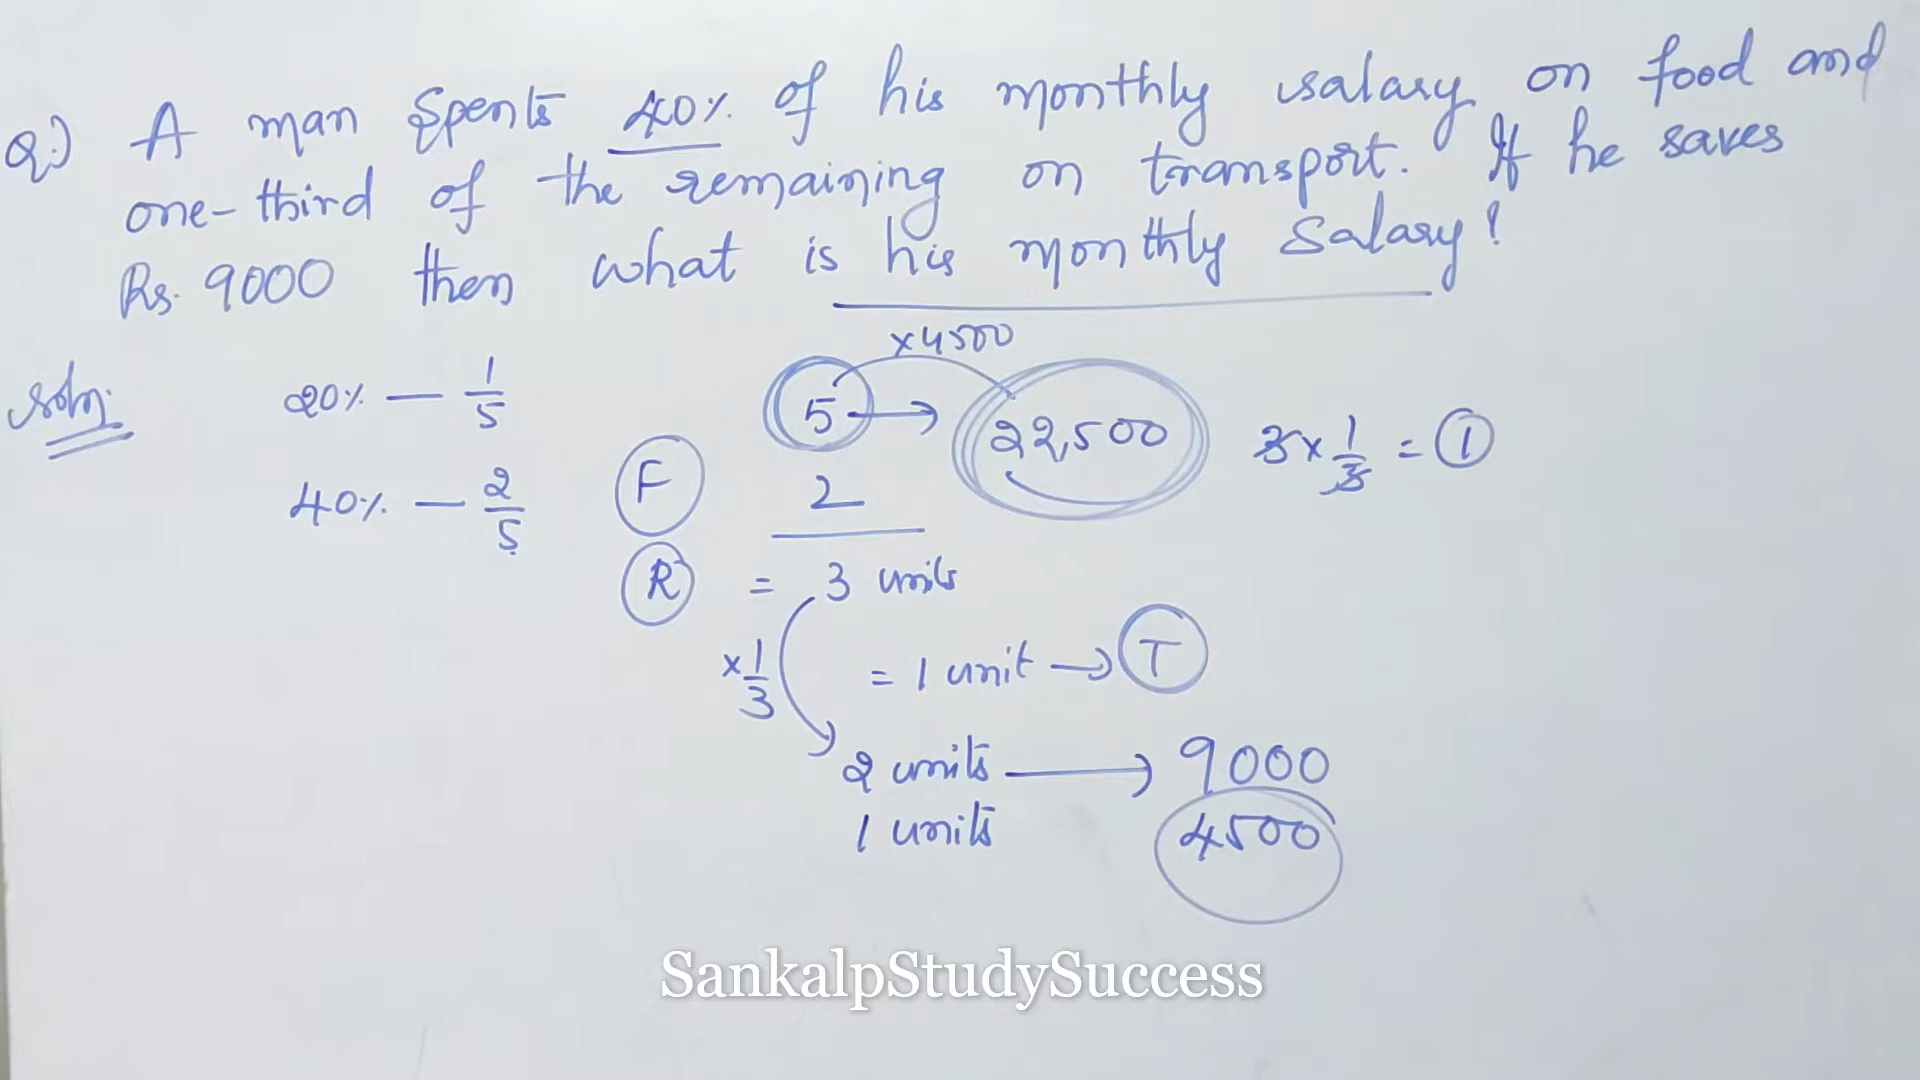 Q.) A man spents 40% of his monthly salary on food and
one-third of the remaining on transport. If he saves
Rs. 9000 then what is his monthly salary?
Soln:
20% — 1/5
40% — 2/5
×4500
5 → 22,500
F 2
R = 3 units
3 × 1/3 = 1
× 1/3
= 1 unit → T
2 units → 9000
1 units 4500
SankalpStudySuccess